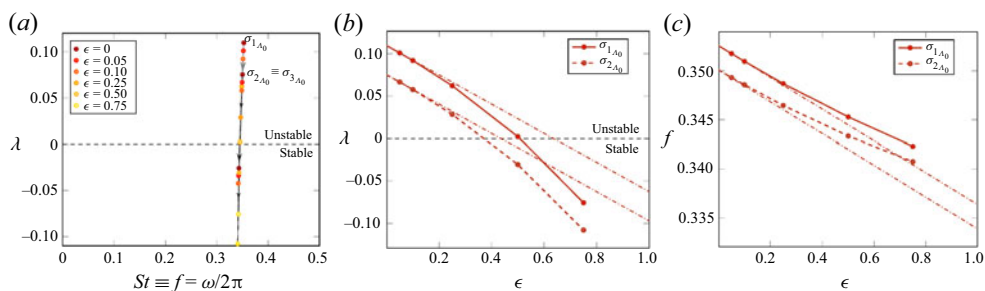 (a)
0.10
0.05
λ
0
−0.05
−0.10
ϵ = 0
ϵ = 0.05
ϵ = 0.10
ϵ = 0.25
ϵ = 0.50
ϵ = 0.75
σ1A0
σ2A0 ≡ σ3A0
Unstable
Stable
0 0.1 0.2 0.3 0.4 0.5
St ≡ f = ω/2π
(b)
0.10
0.05
λ
0
−0.05
−0.10
σ1A0
σ2A0
Unstable
Stable
0 0.2 0.4 0.6 0.8 1.0
ϵ
(c)
0.350
0.345
f
0.340
0.335
σ1A0
σ2A0
0 0.2 0.4 0.6 0.8 1.0
ϵ